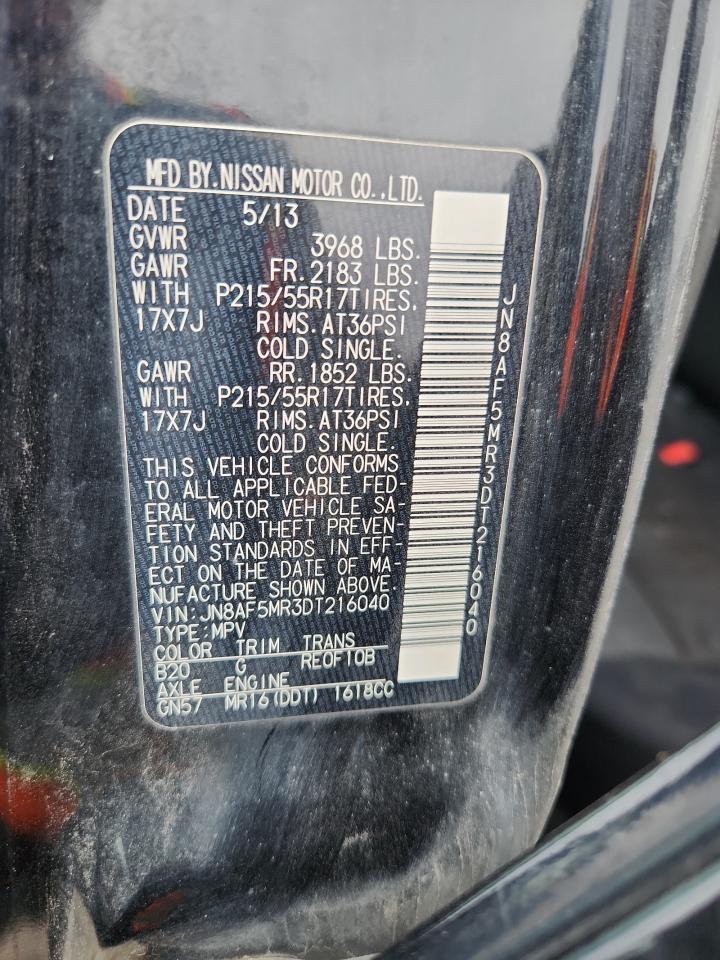 MFD BY.NISSAN MOTOR CO.,LTD.
DATE 5/13
GVWR 3968 LBS.
GAWR FR.2183 LBS.
WITH P215/55R17TIRES,
17X7J RIMS.AT36PSI
COLD SINGLE.
GAWR RR.1852 LBS.
WITH P215/55R17TIRES,
17X7J RIMS.AT36PSI
COLD SINGLE.
THIS VEHICLE CONFORMS
TO ALL APPLICABLE FED-
ERAL MOTOR VEHICLE SA-
FETY AND THEFT PREVEN-
TION STANDARDS IN EFF-
ECT ON THE DATE OF MA-
NUFACTURE SHOWN ABOVE.
VIN:JN8AF5MR3DT216040
TYPE:MPV
COLOR TRIM TRANS
B20 G RE0F10B
AXLE ENGINE
GN57 MR16(DDT) 1618CC
JN8AF5MR3DT216040